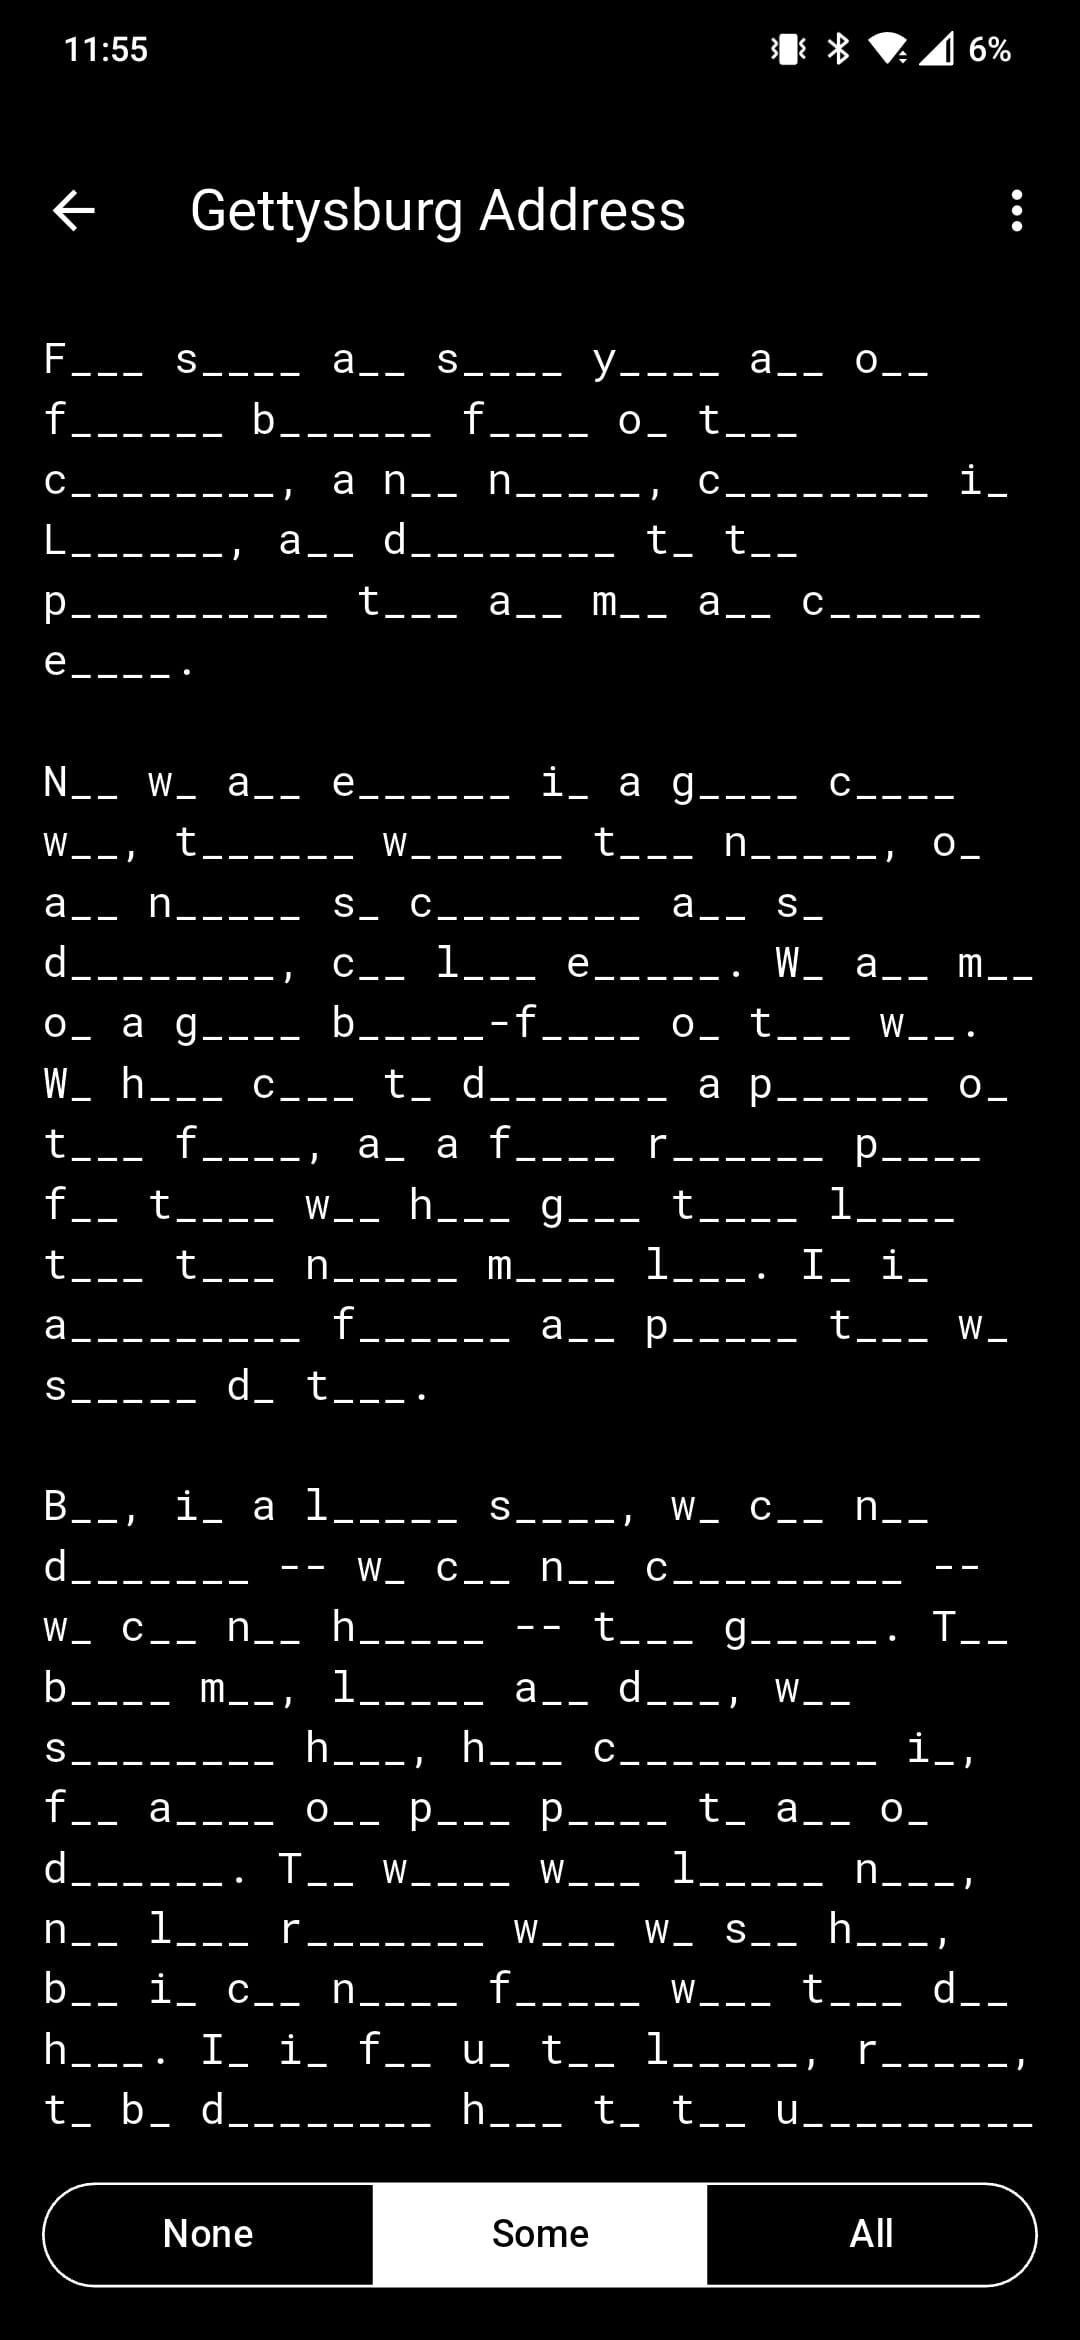 11:55 6%
Gettysburg Address
F___ s____ a__ s____ y____ a__ o__
f______ b______ f____ o_ t___
c________, a n__ n_____, c________ i_
L______, a__ d________ t_ t__
p__________ t___ a__ m__ a__ c______
e____.
N__ w_ a__ e______ i_ a g____ c____
w__, t______ w______ t___ n_____, o_
a__ n_____ s_ c________ a__ s_
d________, c__ l___ e_____. W_ a__ m__
o_ a g____ b_____-f____ o_ t___ w__.
W_ h___ c___ t_ d_______ a p______ o_
t___ f____, a_ a f____ r______ p____
f__ t____ w__ h___ g___ t____ l____
t___ t___ n_____ m____ l___. I_ i_
a_________ f______ a__ p_____ t___ w_
s_____ d_ t___.
B__, i_ a l_____ s____, w_ c__ n__
d_______ -- w_ c__ n__ c_________ --
w_ c__ n__ h_____ -- t___ g_____. T__
b____ m__, l_____ a__ d___, w__
s________ h___, h___ c__________ i_,
f__ a____ o__ p___ p____ t_ a__ o_
d______. T__ w____ w___ l_____ n___,
n__ l___ r_______ w___ w_ s__ h___,
b__ i_ c__ n____ f_____ w___ t___ d__
h___. I_ i_ f__ u_ t__ l_____, r_____,
t_ b_ d________ h___ t_ t__ u_________
None Some All